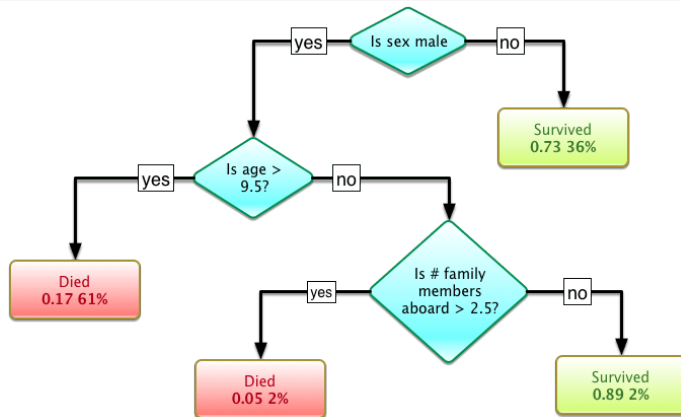 Is sex male
yes
no
Survived
0.73 36%
Is age >
9.5?
yes
no
Died
0.17 61%
Is # family
members
aboard > 2.5?
yes
no
Died
0.05 2%
Survived
0.89 2%